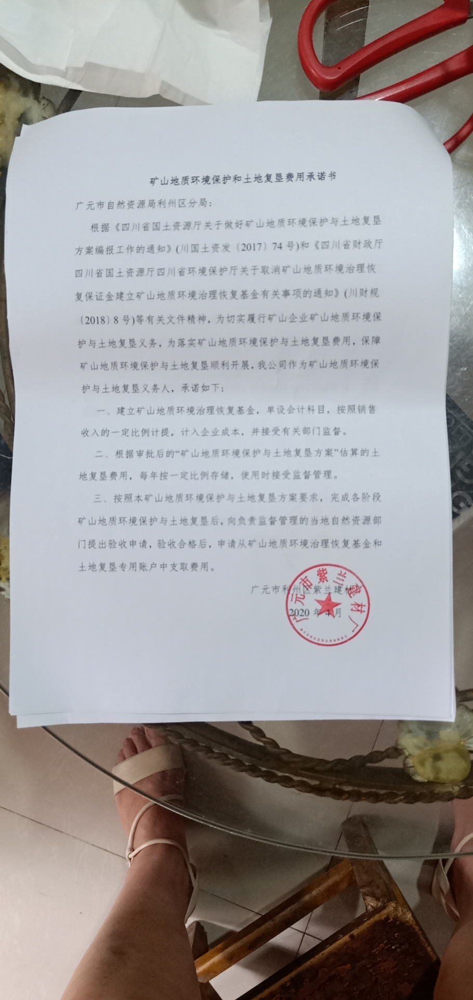 矿山地质环境保护和土地复垦费用承诺书
广元市自然资源局利州区分局：
根据《四川省国土资源厅关于做好矿山地质环境保护与土地复垦
方案编报工作的通知》(川国土资发〔2017〕74号)和《四川省财政厅
四川省国土资源厅四川省环境保护厅关于取消矿山地质环境治理恢
复保证金建立矿山地质环境治理恢复基金有关事项的通知》(川财规
〔2018〕8号)等有关文件精神，为切实履行矿山企业矿山地质环境保
护与土地复垦义务，为落实矿山地质环境保护与土地复垦费用，保障
矿山地质环境保护与土地复垦顺利开展，我公司作为矿山地质环境保
护与土地复垦义务人，承诺如下：
一、建立矿山地质环境治理恢复基金，单设会计科目，按照销售
收入的一定比例计提，计入企业成本，并接受有关部门监督。
二、根据审批后的“矿山地质环境保护与土地复垦方案”估算的土
地复垦费用，每年按一定比例存储，使用时接受监督管理。
三、按照本矿山地质环境保护与土地复垦方案要求，完成各阶段
矿山地质环境保护与土地复垦后，向负责监督管理的当地自然资源部
门提出验收申请，验收合格后，申请从矿山地质环境治理恢复基金和
土地复垦专用账户中支取费用。
广元市利州区紫兰建材厂
2020年4月
广元市紫兰建材厂